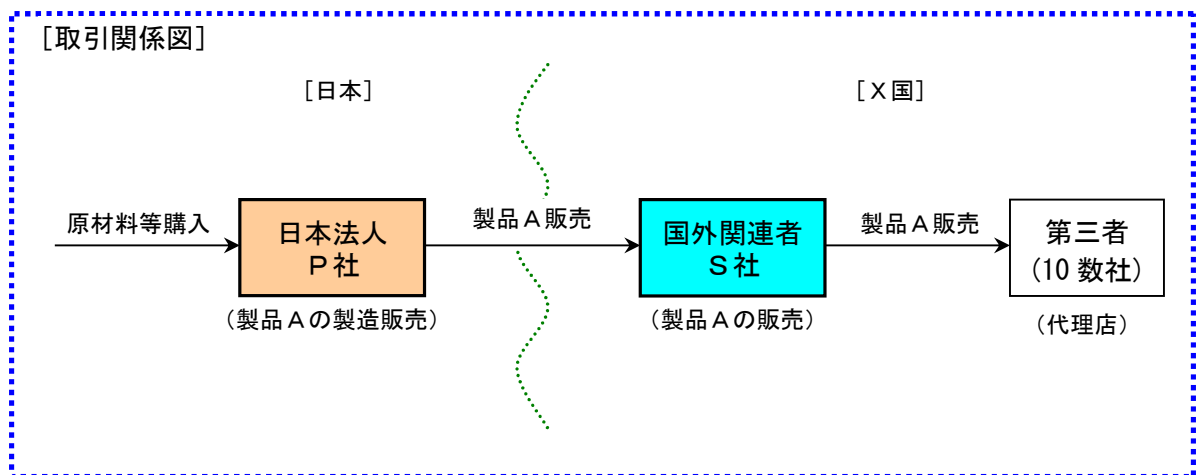 ［取引関係図］
［日本］
［Ｘ国］
原材料等購入
日本法人
Ｐ社
（製品Ａの製造販売）
製品Ａ販売
国外関連者
Ｓ社
（製品Ａの販売）
製品Ａ販売
第三者
（10 数社）
（代理店）